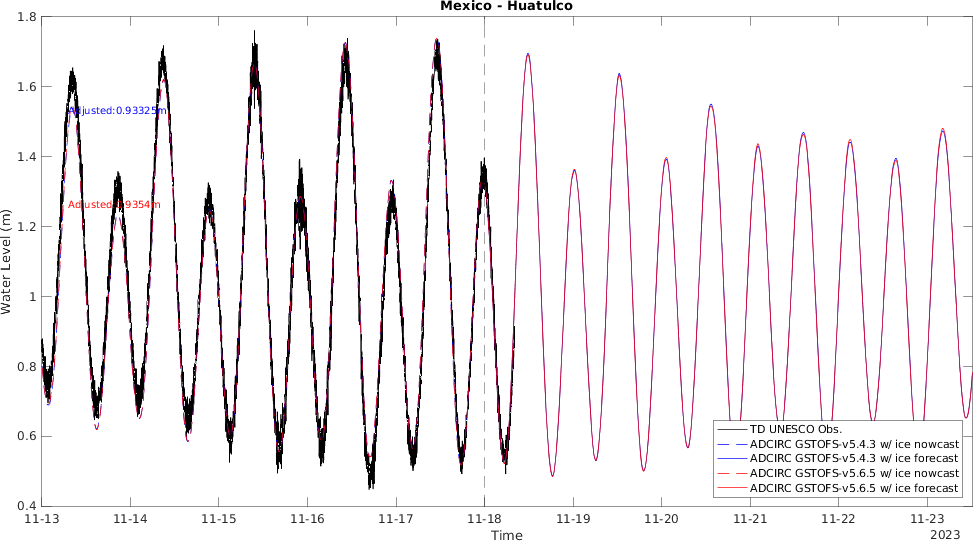 Mexico - Huatulco
1.8
1.6
1.4
1.2
1
0.8
0.6
0.4
Water Level (m)
Adjusted:0.93325m
Adjusted:0.9354m
TD UNESCO Obs.
ADCIRC GSTOFS-v5.4.3 w/ ice nowcast
ADCIRC GSTOFS-v5.4.3 w/ ice forecast
ADCIRC GSTOFS-v5.6.5 w/ ice nowcast
ADCIRC GSTOFS-v5.6.5 w/ ice forecast
11-13 11-14 11-15 11-16 11-17 11-18 11-19 11-20 11-21 11-22 11-23
Time
2023